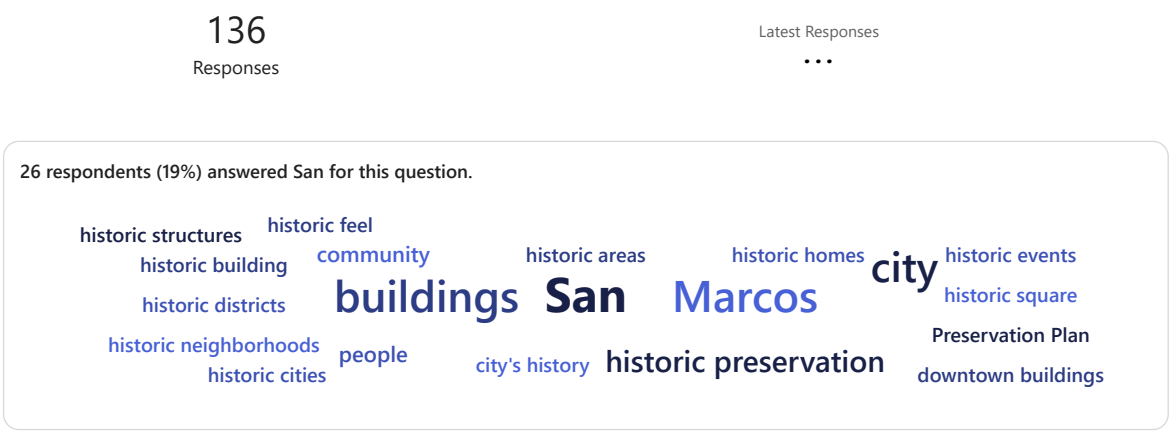 136
Responses
Latest Responses
...
26 respondents (19%) answered San for this question.
historic structures
historic feel
historic building
community
historic areas
historic homes
city
historic events
historic districts
buildings
San
Marcos
historic square
historic neighborhoods
people
Preservation Plan
historic cities
city's history
historic preservation
downtown buildings